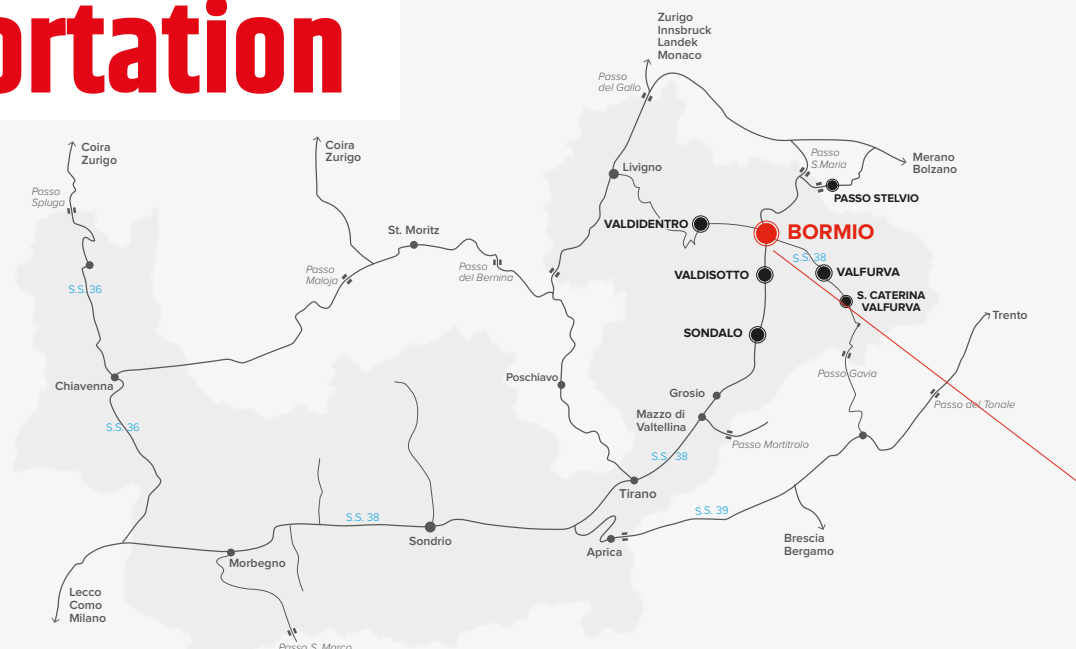 ortation
Zurigo
Innsbruck
Landek
Monaco
Passo
del Gallo
Coira
Zurigo
Coira
Zurigo
Passo
S.Maria
Merano
Bolzano
Livigno
Passo
Spluga
PASSO STELVIO
VALDIDENTRO
BORMIO
St. Moritz
S.S. 38
Passo
Maloja
Passo
del Bernina
VALDISOTTO
VALFURVA
S.S. 36
S. CATERINA
VALFURVA
Trento
SONDALO
Passo Gavia
Chiavenna
Poschiavo
Grosio
Passo del Tonale
Mazzo di
Valtellina
S.S. 36
Passo Mortitrolo
S.S. 38
Tirano
S.S. 38
S.S. 39
Sondrio
Aprica
Brescia
Bergamo
Morbegno
Lecco
Como
Milano
Passo S. Marco